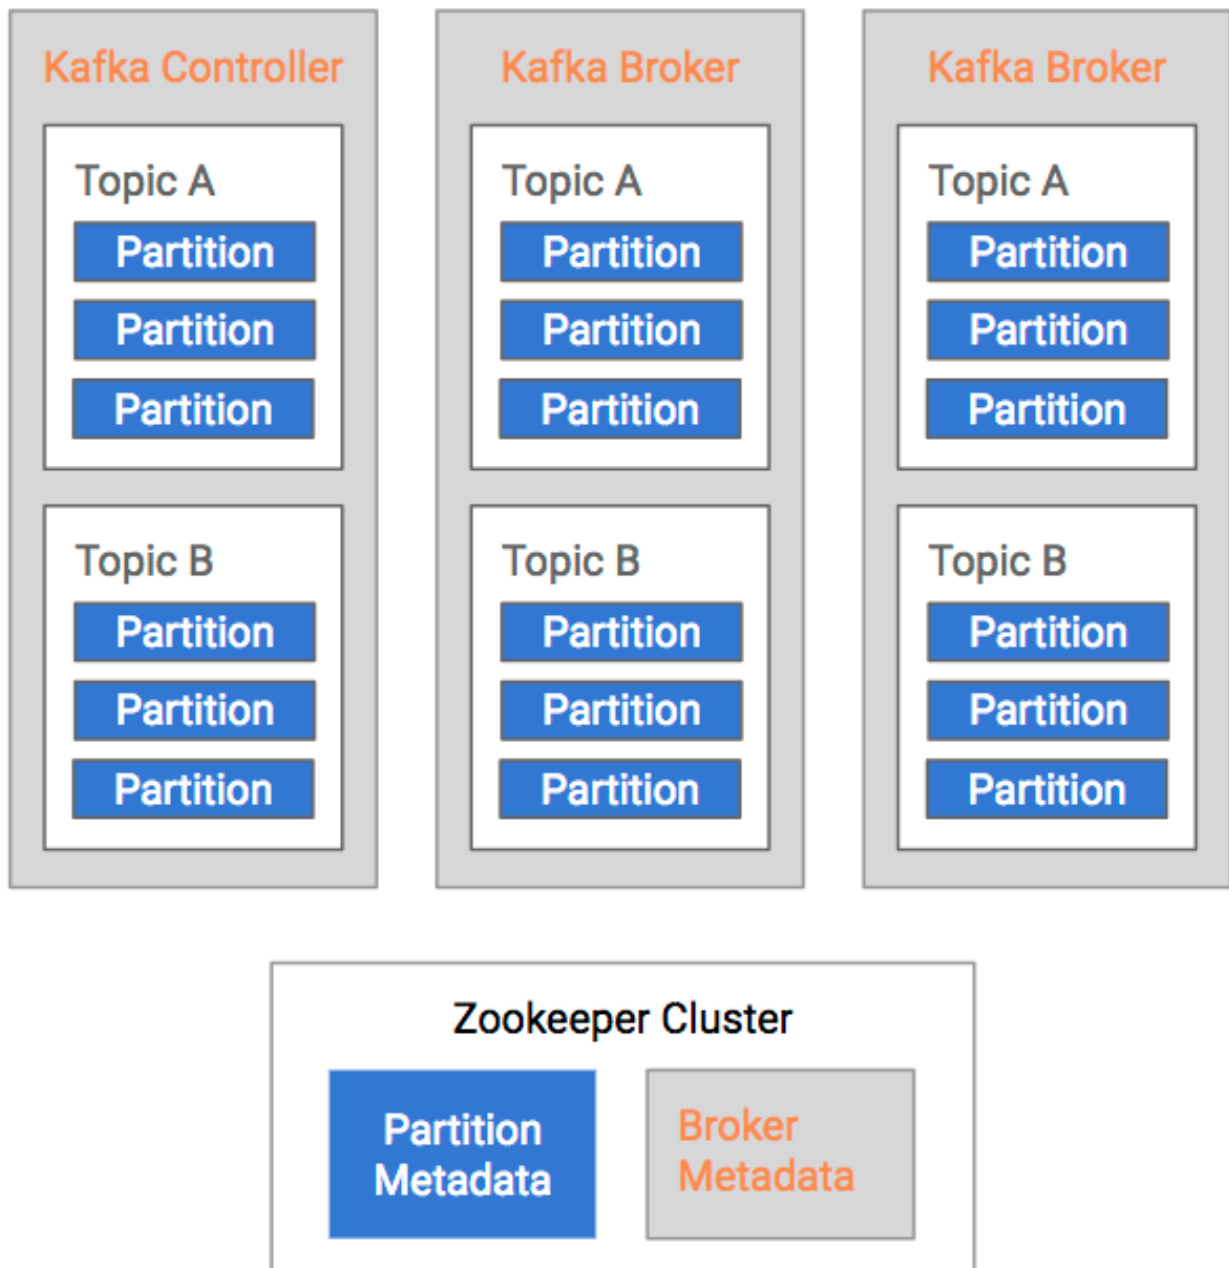 Kafka Controller
Topic A
Partition
Partition
Partition
Topic B
Partition
Partition
Partition
Kafka Broker
Topic A
Partition
Partition
Partition
Topic B
Partition
Partition
Partition
Kafka Broker
Topic A
Partition
Partition
Partition
Topic B
Partition
Partition
Partition
Zookeeper Cluster
Partition
Metadata
Broker
Metadata